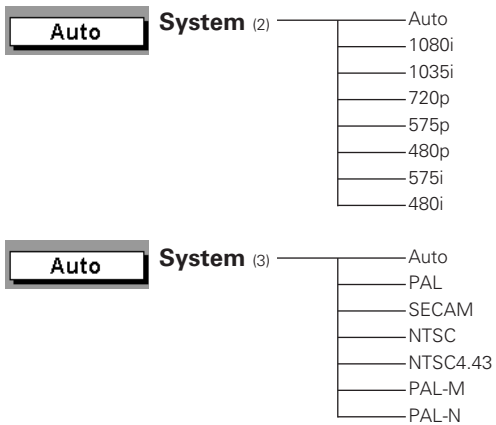 Auto
System (2)
Auto
1080i
1035i
720p
575p
480p
575i
480i
Auto
System (3)
Auto
PAL
SECAM
NTSC
NTSC4.43
PAL-M
PAL-N